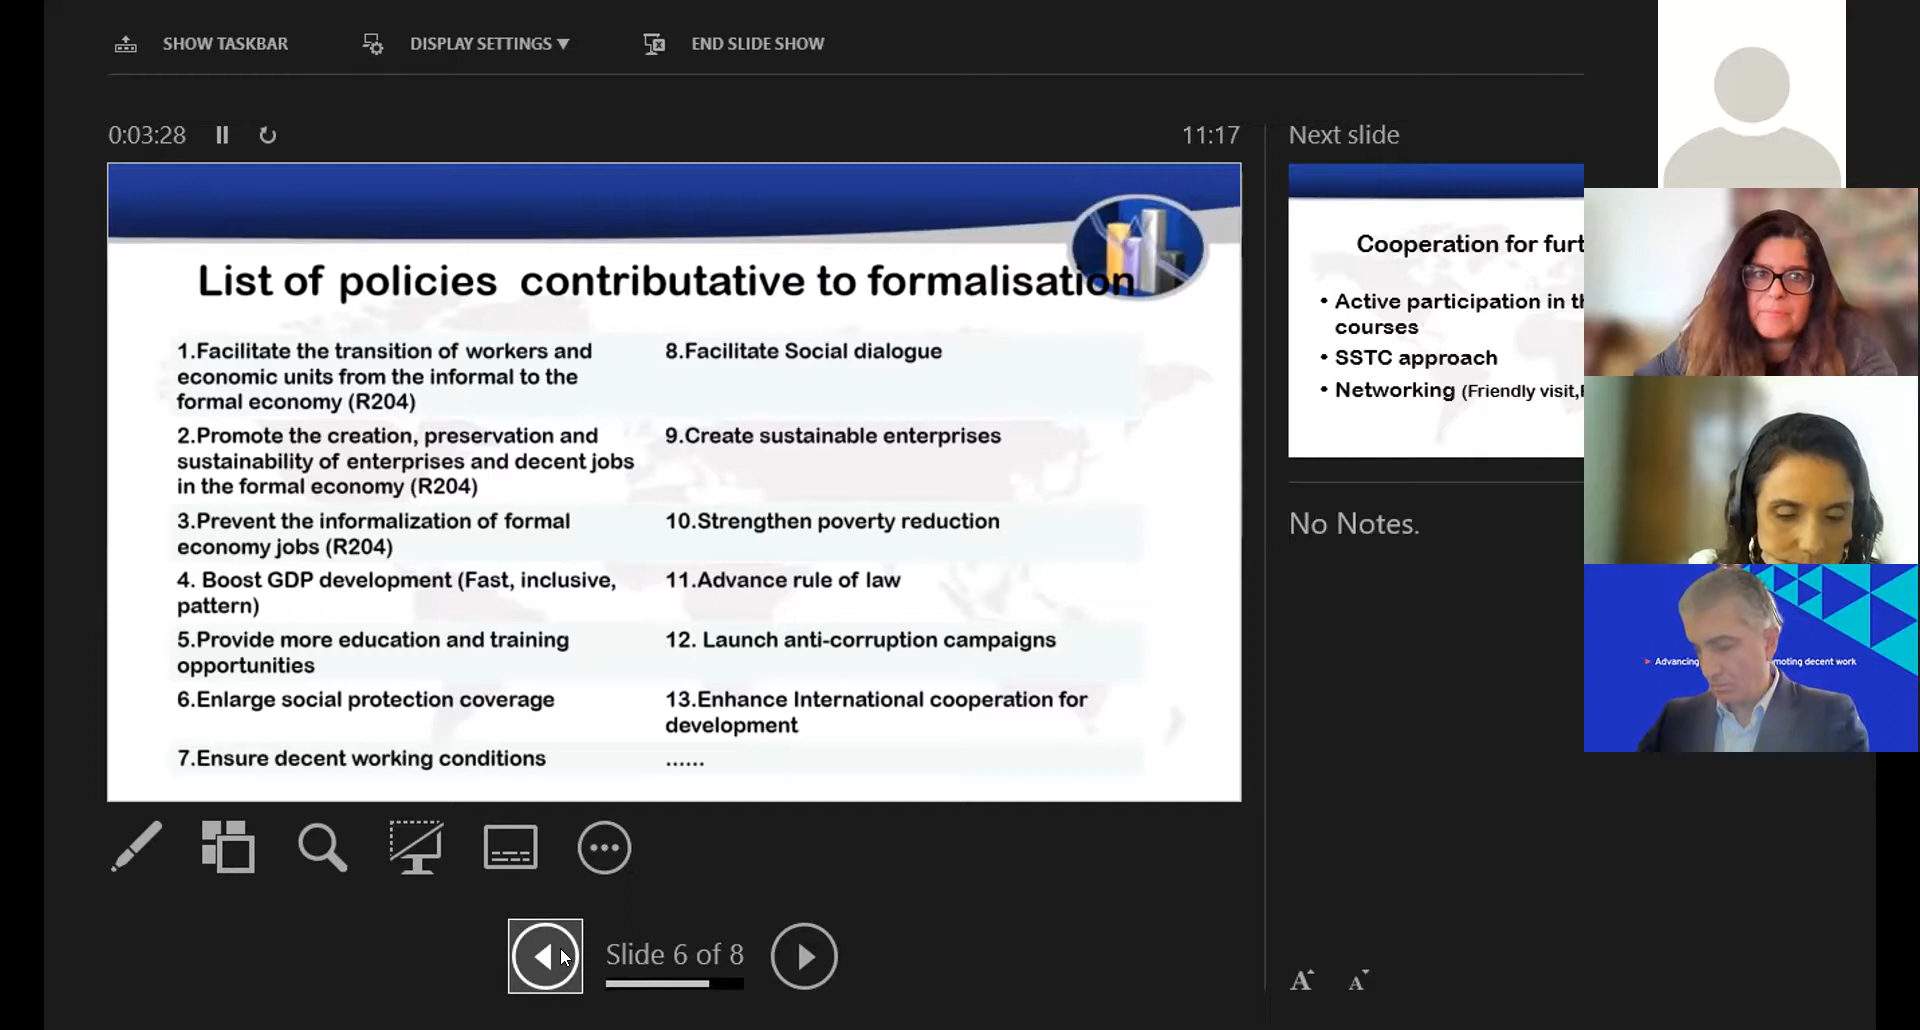 SHOW TASKBAR
DISPLAY SETTINGS
END SLIDE SHOW
0:03:28
11:17
List of policies contributative to formalisation
1.Facilitate the transition of workers and
economic units from the informal to the
formal economy (R204)
2.Promote the creation, preservation and
sustainability of enterprises and decent jobs
in the formal economy (R204)
3.Prevent the informalization of formal
economy jobs (R204)
4. Boost GDP development (Fast, inclusive,
pattern)
5.Provide more education and training
opportunities
6.Enlarge social protection coverage
7.Ensure decent working conditions
8.Facilitate Social dialogue
9.Create sustainable enterprises
10.Strengthen poverty reduction
11.Advance rule of law
12. Launch anti-corruption campaigns
13.Enhance International cooperation for
development
......
Slide 6 of 8
Next slide
Cooperation for
• Active participation in
courses
• SSTC approach
• Networking (Friendly visit,
No Notes.
A
A
Advancing
decent work